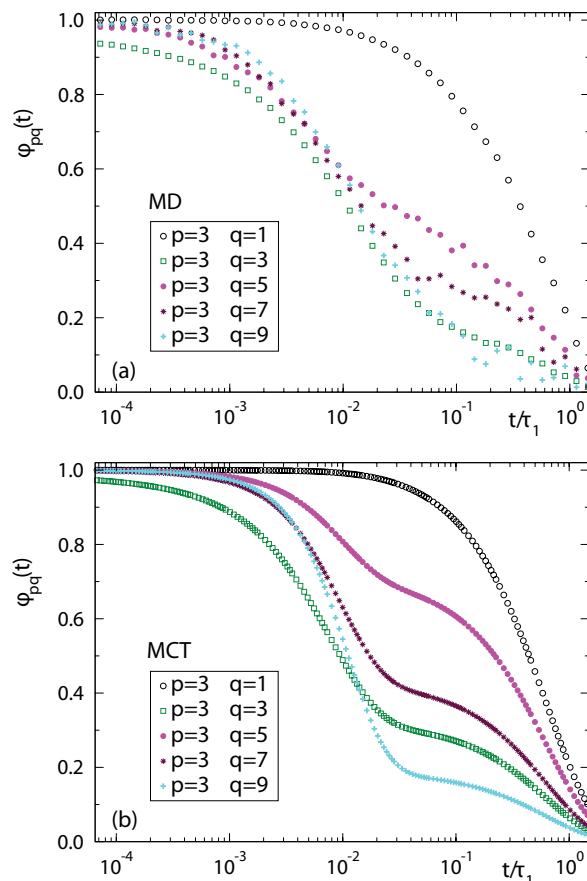 1.0
0.8
0.6
0.4
0.2
0.0
φpq(t)
MD
p=3 q=1
p=3 q=3
p=3 q=5
p=3 q=7
p=3 q=9
(a)
10⁻⁴ 10⁻³ 10⁻² 10⁻¹ 10⁰
t/τ₁
1.0
0.8
0.6
0.4
0.2
0.0
φpq(t)
MCT
p=3 q=1
p=3 q=3
p=3 q=5
p=3 q=7
p=3 q=9
(b)
10⁻⁴ 10⁻³ 10⁻² 10⁻¹ 10⁰
t/τ₁